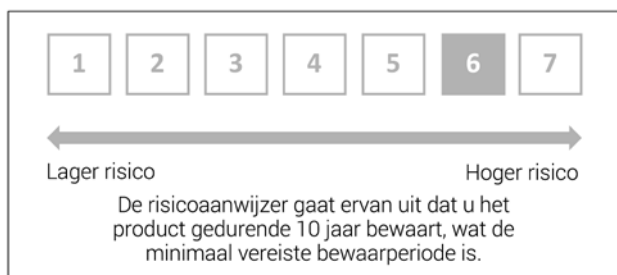 1 2 3 4 5 6 7
Lager risico Hoger risico
De risicoaanwijzer gaat ervan uit dat u het
product gedurende 10 jaar bewaart, wat de
minimaal vereiste bewaarperiode is.